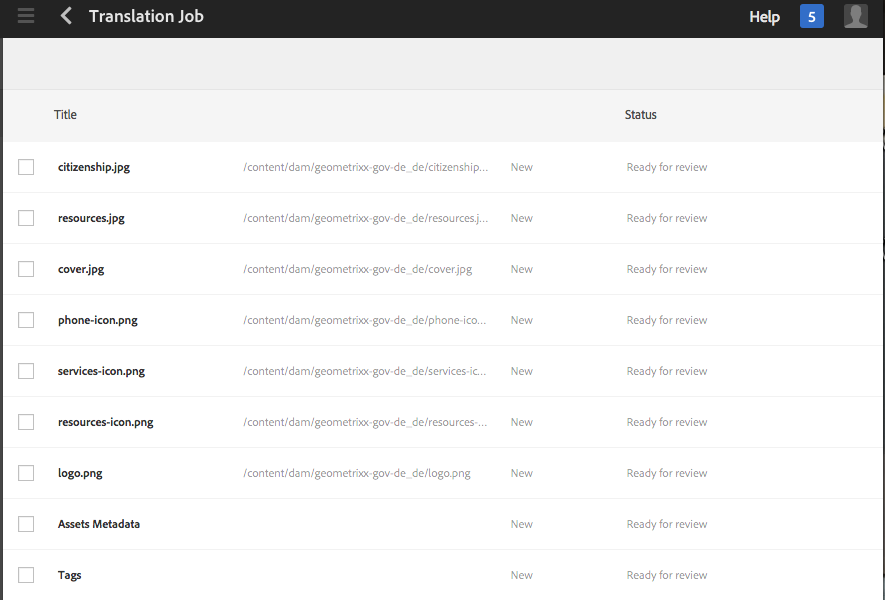 Translation Job Help 5
Title Status
citizenship.jpg /content/dam/geometrixx-gov-de_de/citizenship... New Ready for review
resources.jpg /content/dam/geometrixx-gov-de_de/resources.j... New Ready for review
cover.jpg /content/dam/geometrixx-gov-de_de/cover.jpg New Ready for review
phone-icon.png /content/dam/geometrixx-gov-de_de/phone-ico... New Ready for review
services-icon.png /content/dam/geometrixx-gov-de_de/services-ic... New Ready for review
resources-icon.png /content/dam/geometrixx-gov-de_de/resources-... New Ready for review
logo.png /content/dam/geometrixx-gov-de_de/logo.png New Ready for review
Assets Metadata New Ready for review
Tags New Ready for review